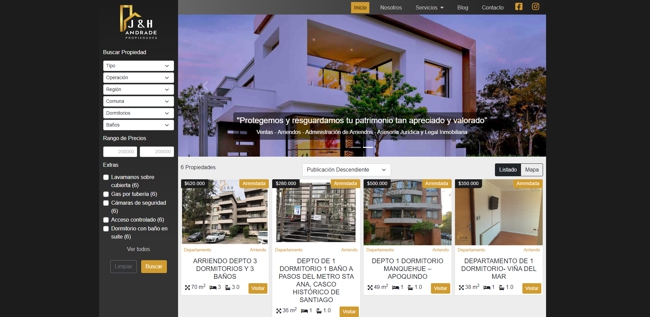 J & H
ANDRADE
PROPIEDADES
Inicio
Nosotros
Servicios
Blog
Contacto
Buscar Propiedad
Tipo
Operación
Región
Comuna
Dormitorios
Baños
Rango de Precios
Extras
Lavamanos sobre
cubierta (6)
Gas por tubería (6)
Cámaras de seguridad
(6)
Acceso controlado (6)
Dormitorio con baño en
suite (6)
Ver todos
Limpiar
Buscar
"Protegemos y resguardamos tu patrimonio tan apreciado y valorado"
Ventas - Arriendos - Administración de Arriendos - Asesoría Jurídica y Legal Inmobiliaria
6 Propiedades
Publicación Descendiente
Listado
Mapa
$620.000
Arrendada
Departamento
Arriendo
ARRIENDO DEPTO 3
DORMITORIOS Y 3
BAÑOS
70 m²
3
3.0
Visitar
$280.000
Arrendada
Departamento
Arriendo
DEPTO DE 1
DORMITORIO 1 BAÑO A
PASOS DEL METRO STA
ANA, CASCO
HISTÓRICO DE
SANTIAGO
36 m²
1
1.0
Visitar
$500.000
Arrendada
Departamento
Arriendo
DEPTO 1 DORMITORIO
MANQUEHUE –
APOQUINDO
49 m²
1
1.0
Visitar
$350.000
Arrendada
Departamento
Arriendo
DEPARTAMENTO DE 1
DORMITORIO- VIÑA DEL
MAR
38 m²
1
1.0
Visitar